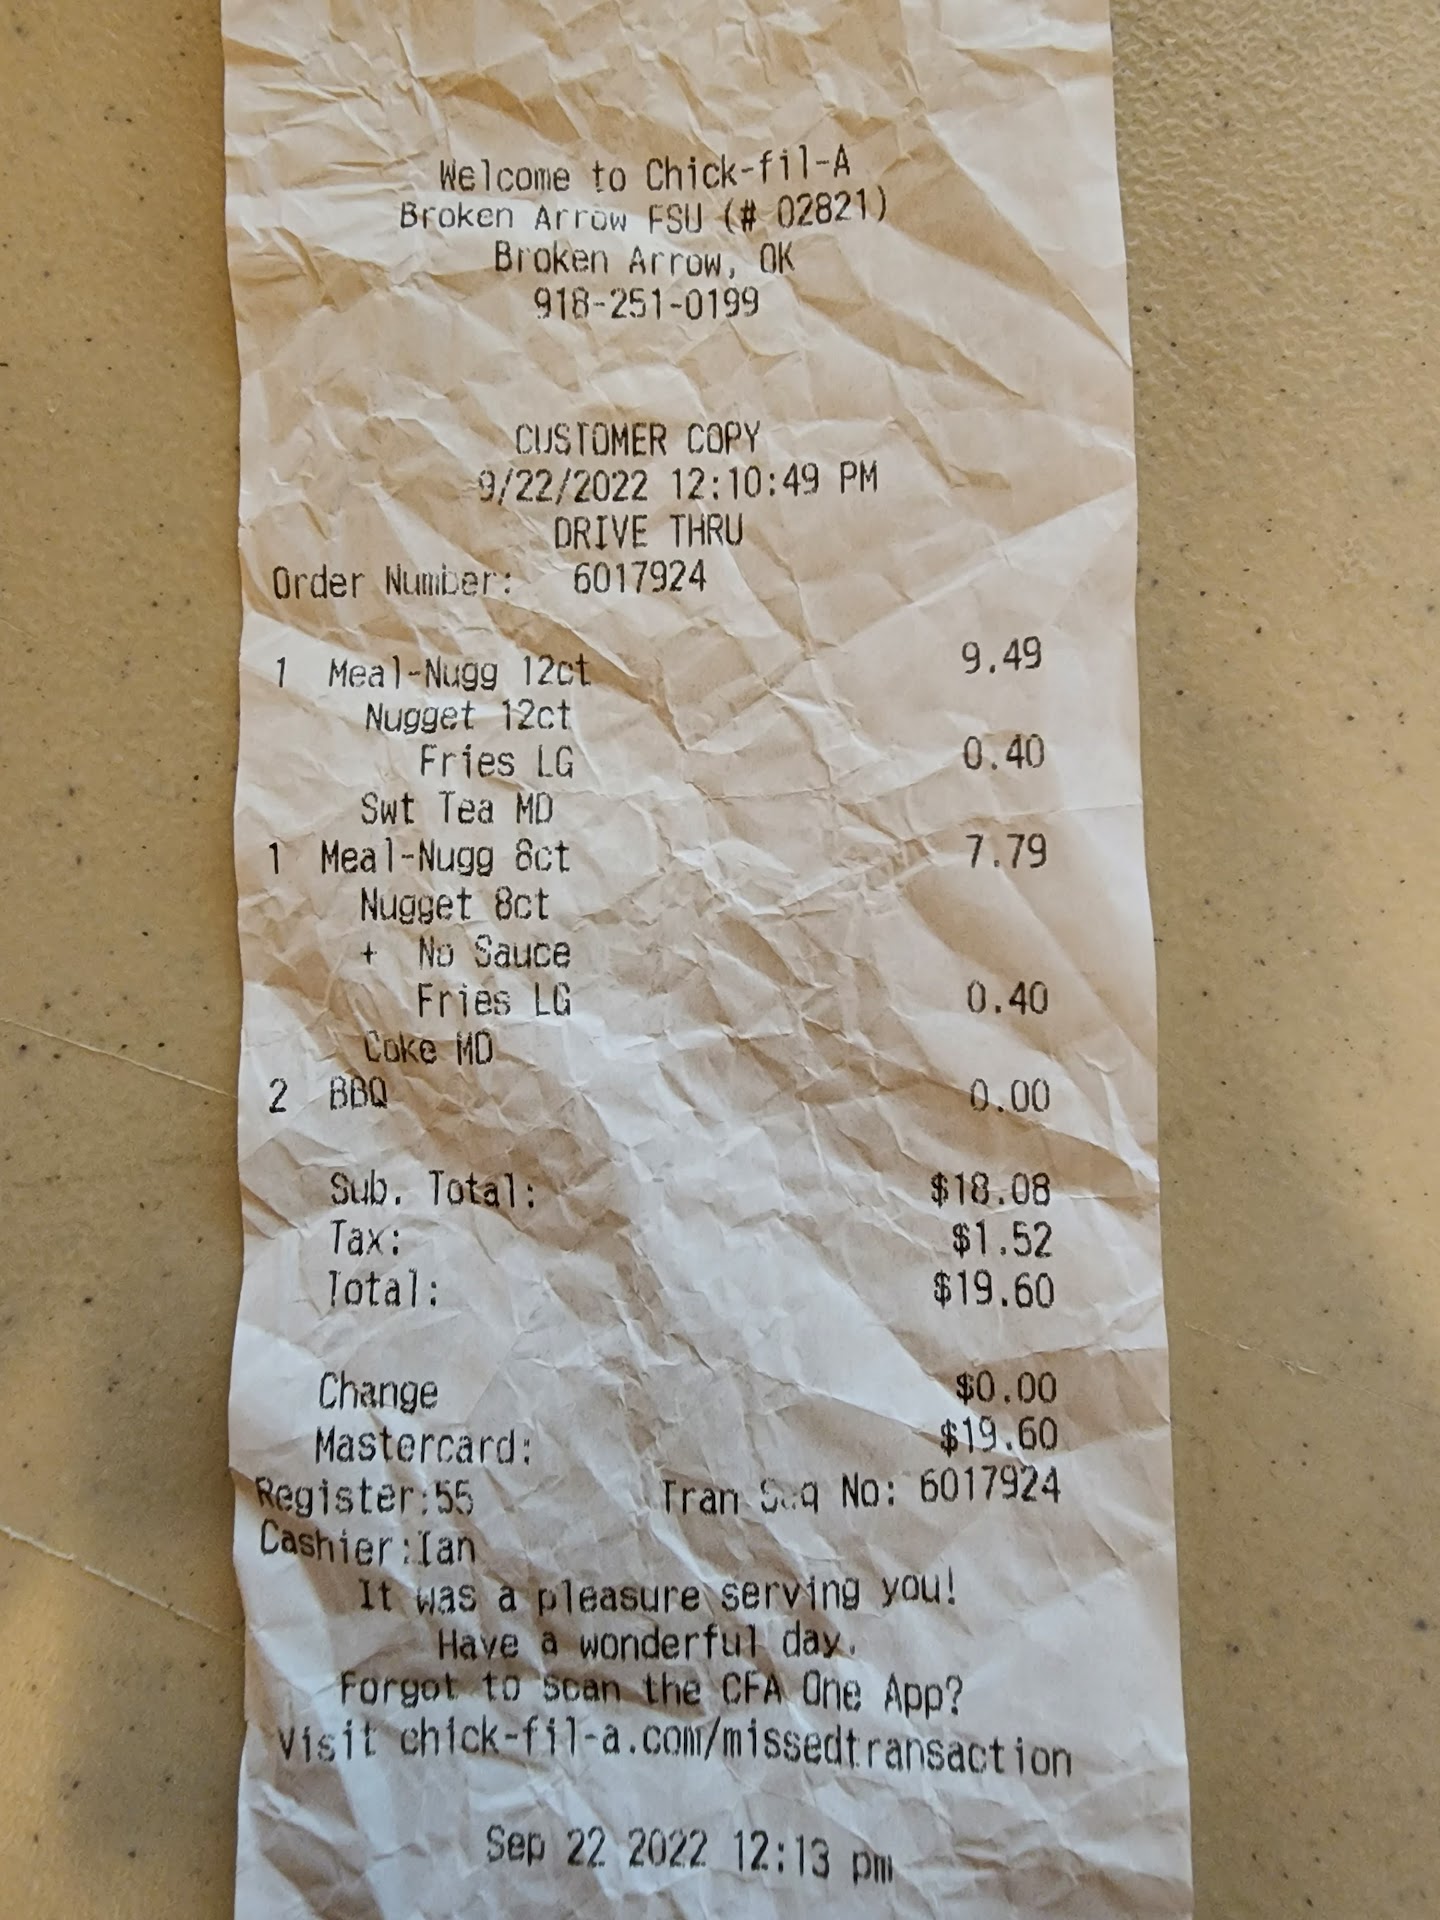 Welcome to Chick-fil-A
Broken Arrow FSU (# 02821)
Broken Arrow, OK
918-251-0199
CUSTOMER COPY
9/22/2022 12:10:49 PM
DRIVE THRU
Order Number: 6017924
1 Meal-Nugg 12ct 9.49
Nugget 12ct
Fries LG 0.40
Swt Tea MD
1 Meal-Nugg 8ct 7.79
Nugget 8ct
+ No Sauce
Fries LG 0.40
Coke MD
2 BBQ 0.00
Sub. Total: $18.08
Tax: $1.52
Total: $19.60
Change $0.00
Mastercard: $19.60
Register:55 Tran Seq No: 6017924
Cashier:Ian
It was a pleasure serving you!
Have a wonderful day.
Forgot to scan the CFA One App?
Visit chick-fil-a.com/missedtransaction
Sep 22 2022 12:13 pm